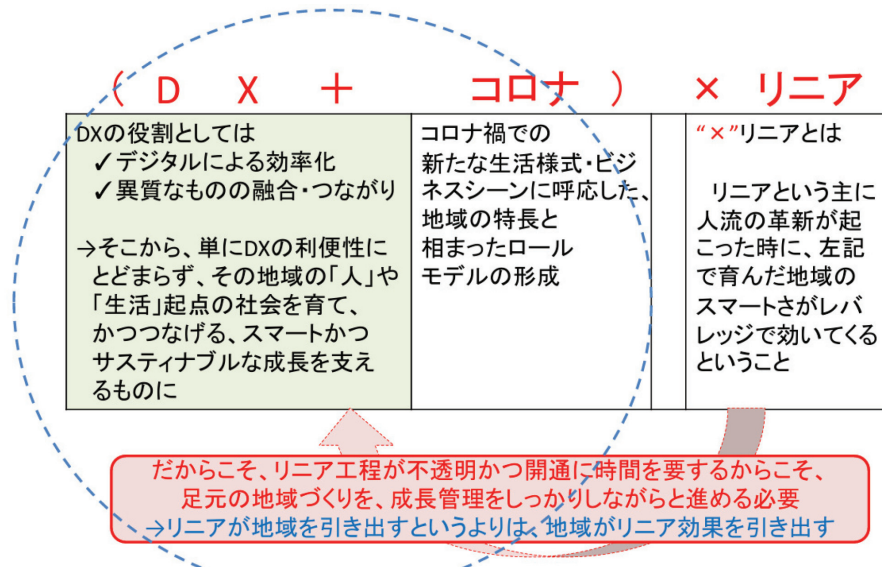 （ D X ＋ コロナ ） × リニア
DXの役割としては
✓デジタルによる効率化
✓異質なものの融合・つながり
→そこから、単にDXの利便性に
とどまらず、その地域の「人」や
「生活」起点の社会を育て、
かつつなげる、スマートかつ
サスティナブルな成長を支え
るものに
コロナ禍での
新たな生活様式・ビジ
ネスシーンに呼応した、
地域の特長と
相まったロール
モデルの形成
“×”リニアとは
リニアという主に
人流の革新が起
こった時に、左記
で育んだ地域の
スマートさがレバ
レッジで効いてくる
ということ
だからこそ、リニア工程が不透明かつ開通に時間を要するからこそ、
足元の地域づくりを、成長管理をしっかりしながらと進める必要
→リニアが地域を引き出すというよりは、地域がリニア効果を引き出す